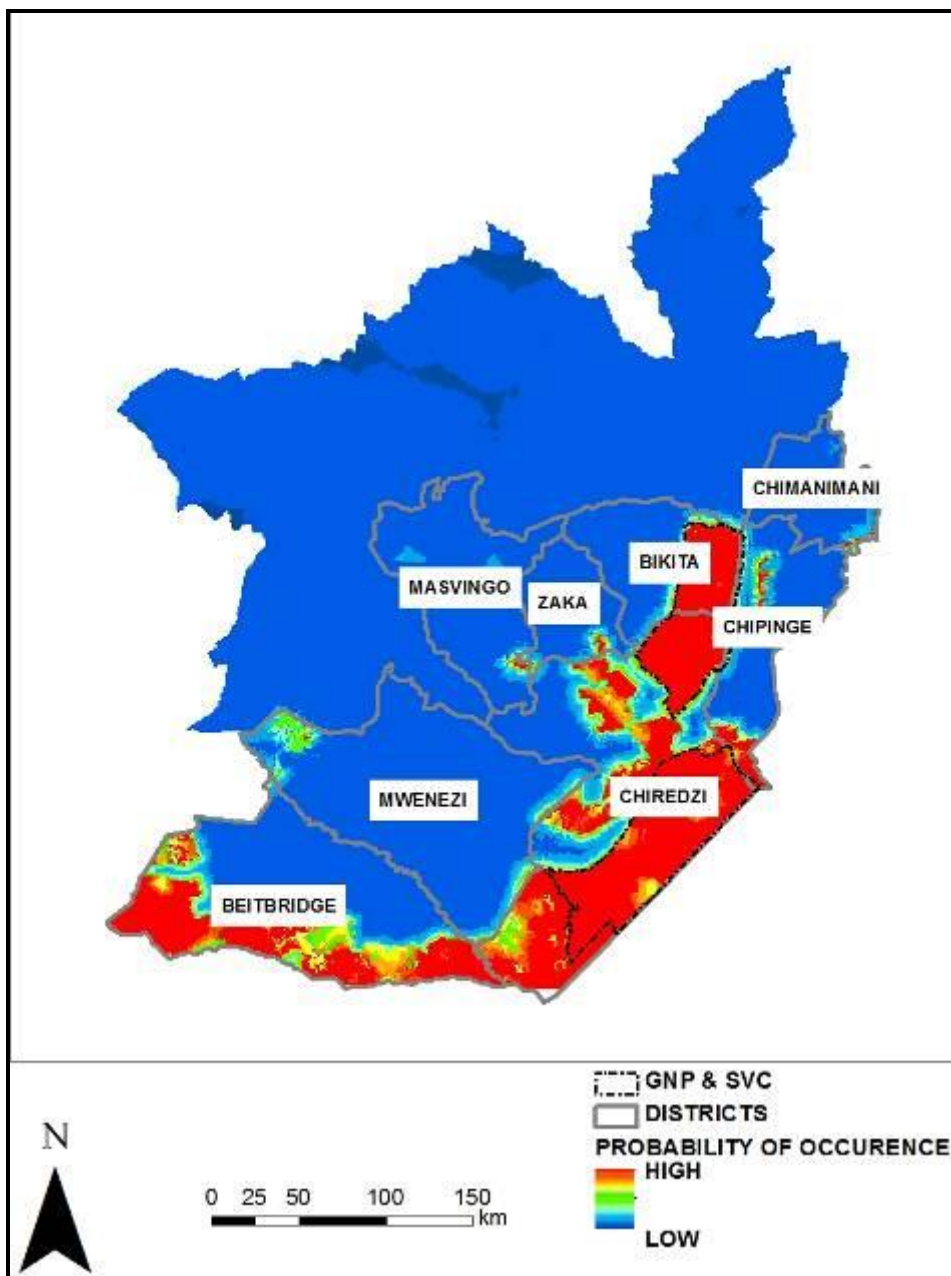 CHIMANIMANI
BIKITA
MASVINGO
ZAKA
CHIPINGE
MWENEZI
CHIREDZI
BEITBRIDGE
GNP & SVC
DISTRICTS
PROBABILITY OF OCCURENCE
HIGH
LOW
N
0 25 50 100 150
km